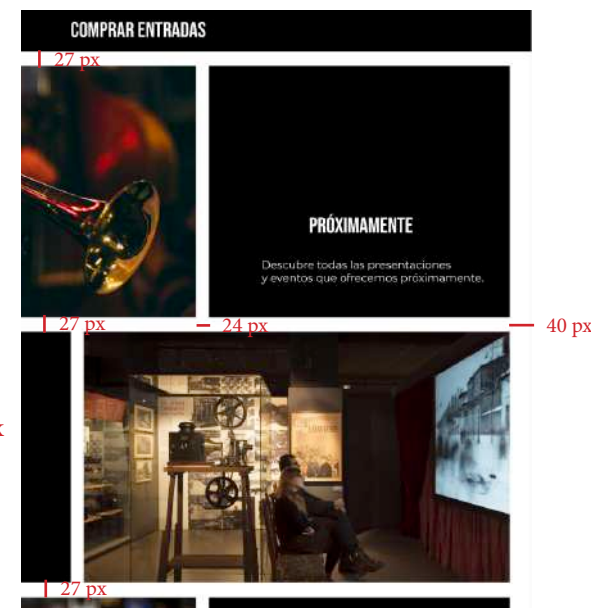 COMPRAR ENTRADAS
27 px
PRÓXIMAMENTE
Descubre todas las presentaciones
y eventos que ofrecemos próximamente.
27 px
24 px
40 px
x
27 px